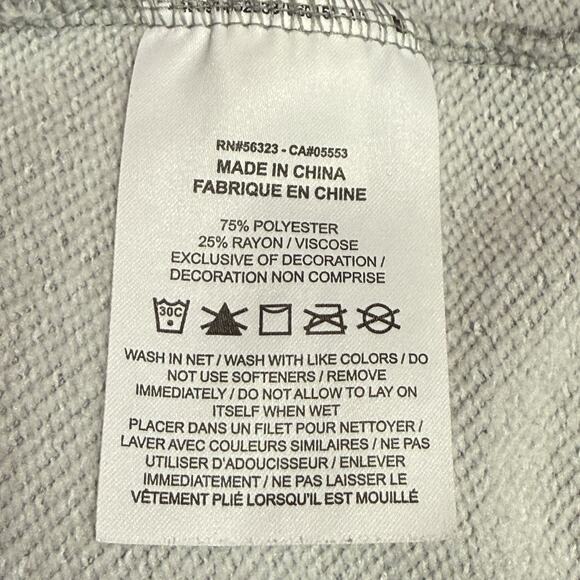 RN#56323 - CA#05553
MADE IN CHINA
FABRIQUE EN CHINE
75% POLYESTER
25% RAYON / VISCOSE
EXCLUSIVE OF DECORATION /
DECORATION NON COMPRISE
30C
WASH IN NET / WASH WITH LIKE COLORS / DO
NOT USE SOFTENERS / REMOVE
IMMEDIATELY / DO NOT ALLOW TO LAY ON
ITSELF WHEN WET
PLACER DANS UN FILET POUR NETTOYER /
LAVER AVEC COULEURS SIMILAIRES / NE PAS
UTILISER D'ADOUCISSEUR / ENLEVER
IMMEDIATEMENT / NE PAS LAISSER LE
VÊTEMENT PLIÉ LORSQU'IL EST MOUILLÉ